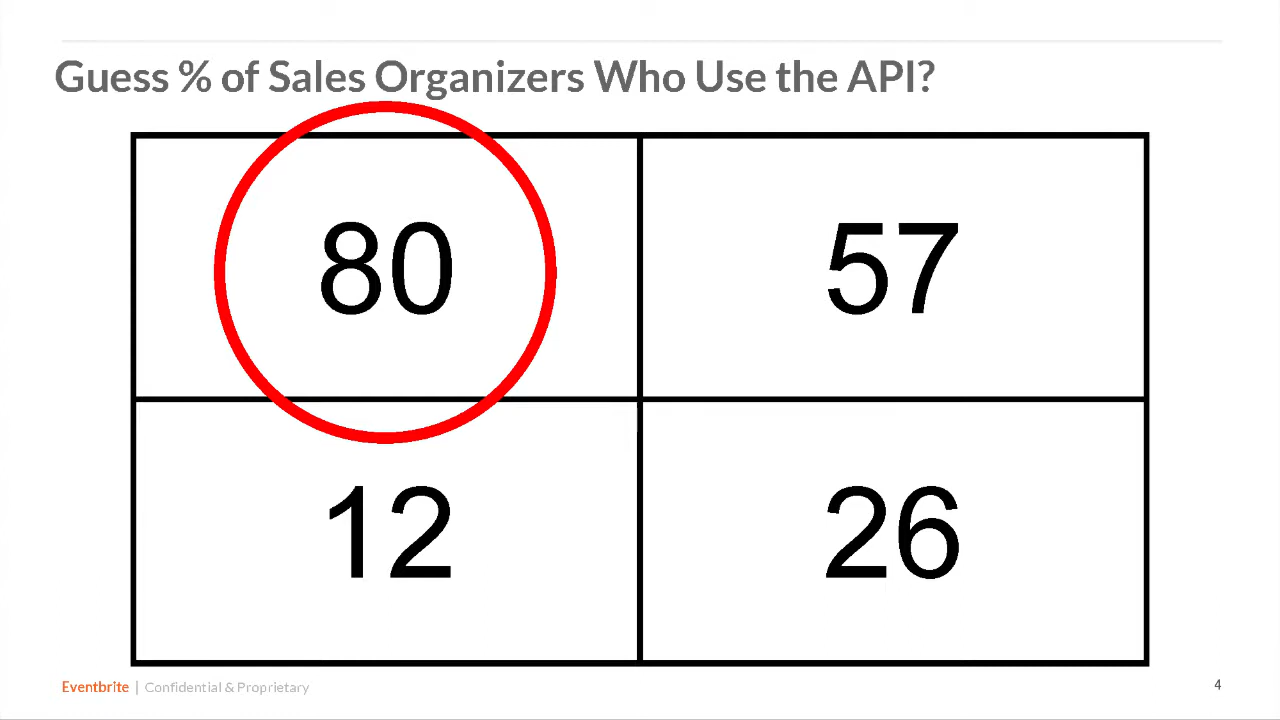 Guess % of Sales Organizers Who Use the API?
80 57
12 26
Eventbrite | Confidential & Proprietary 4